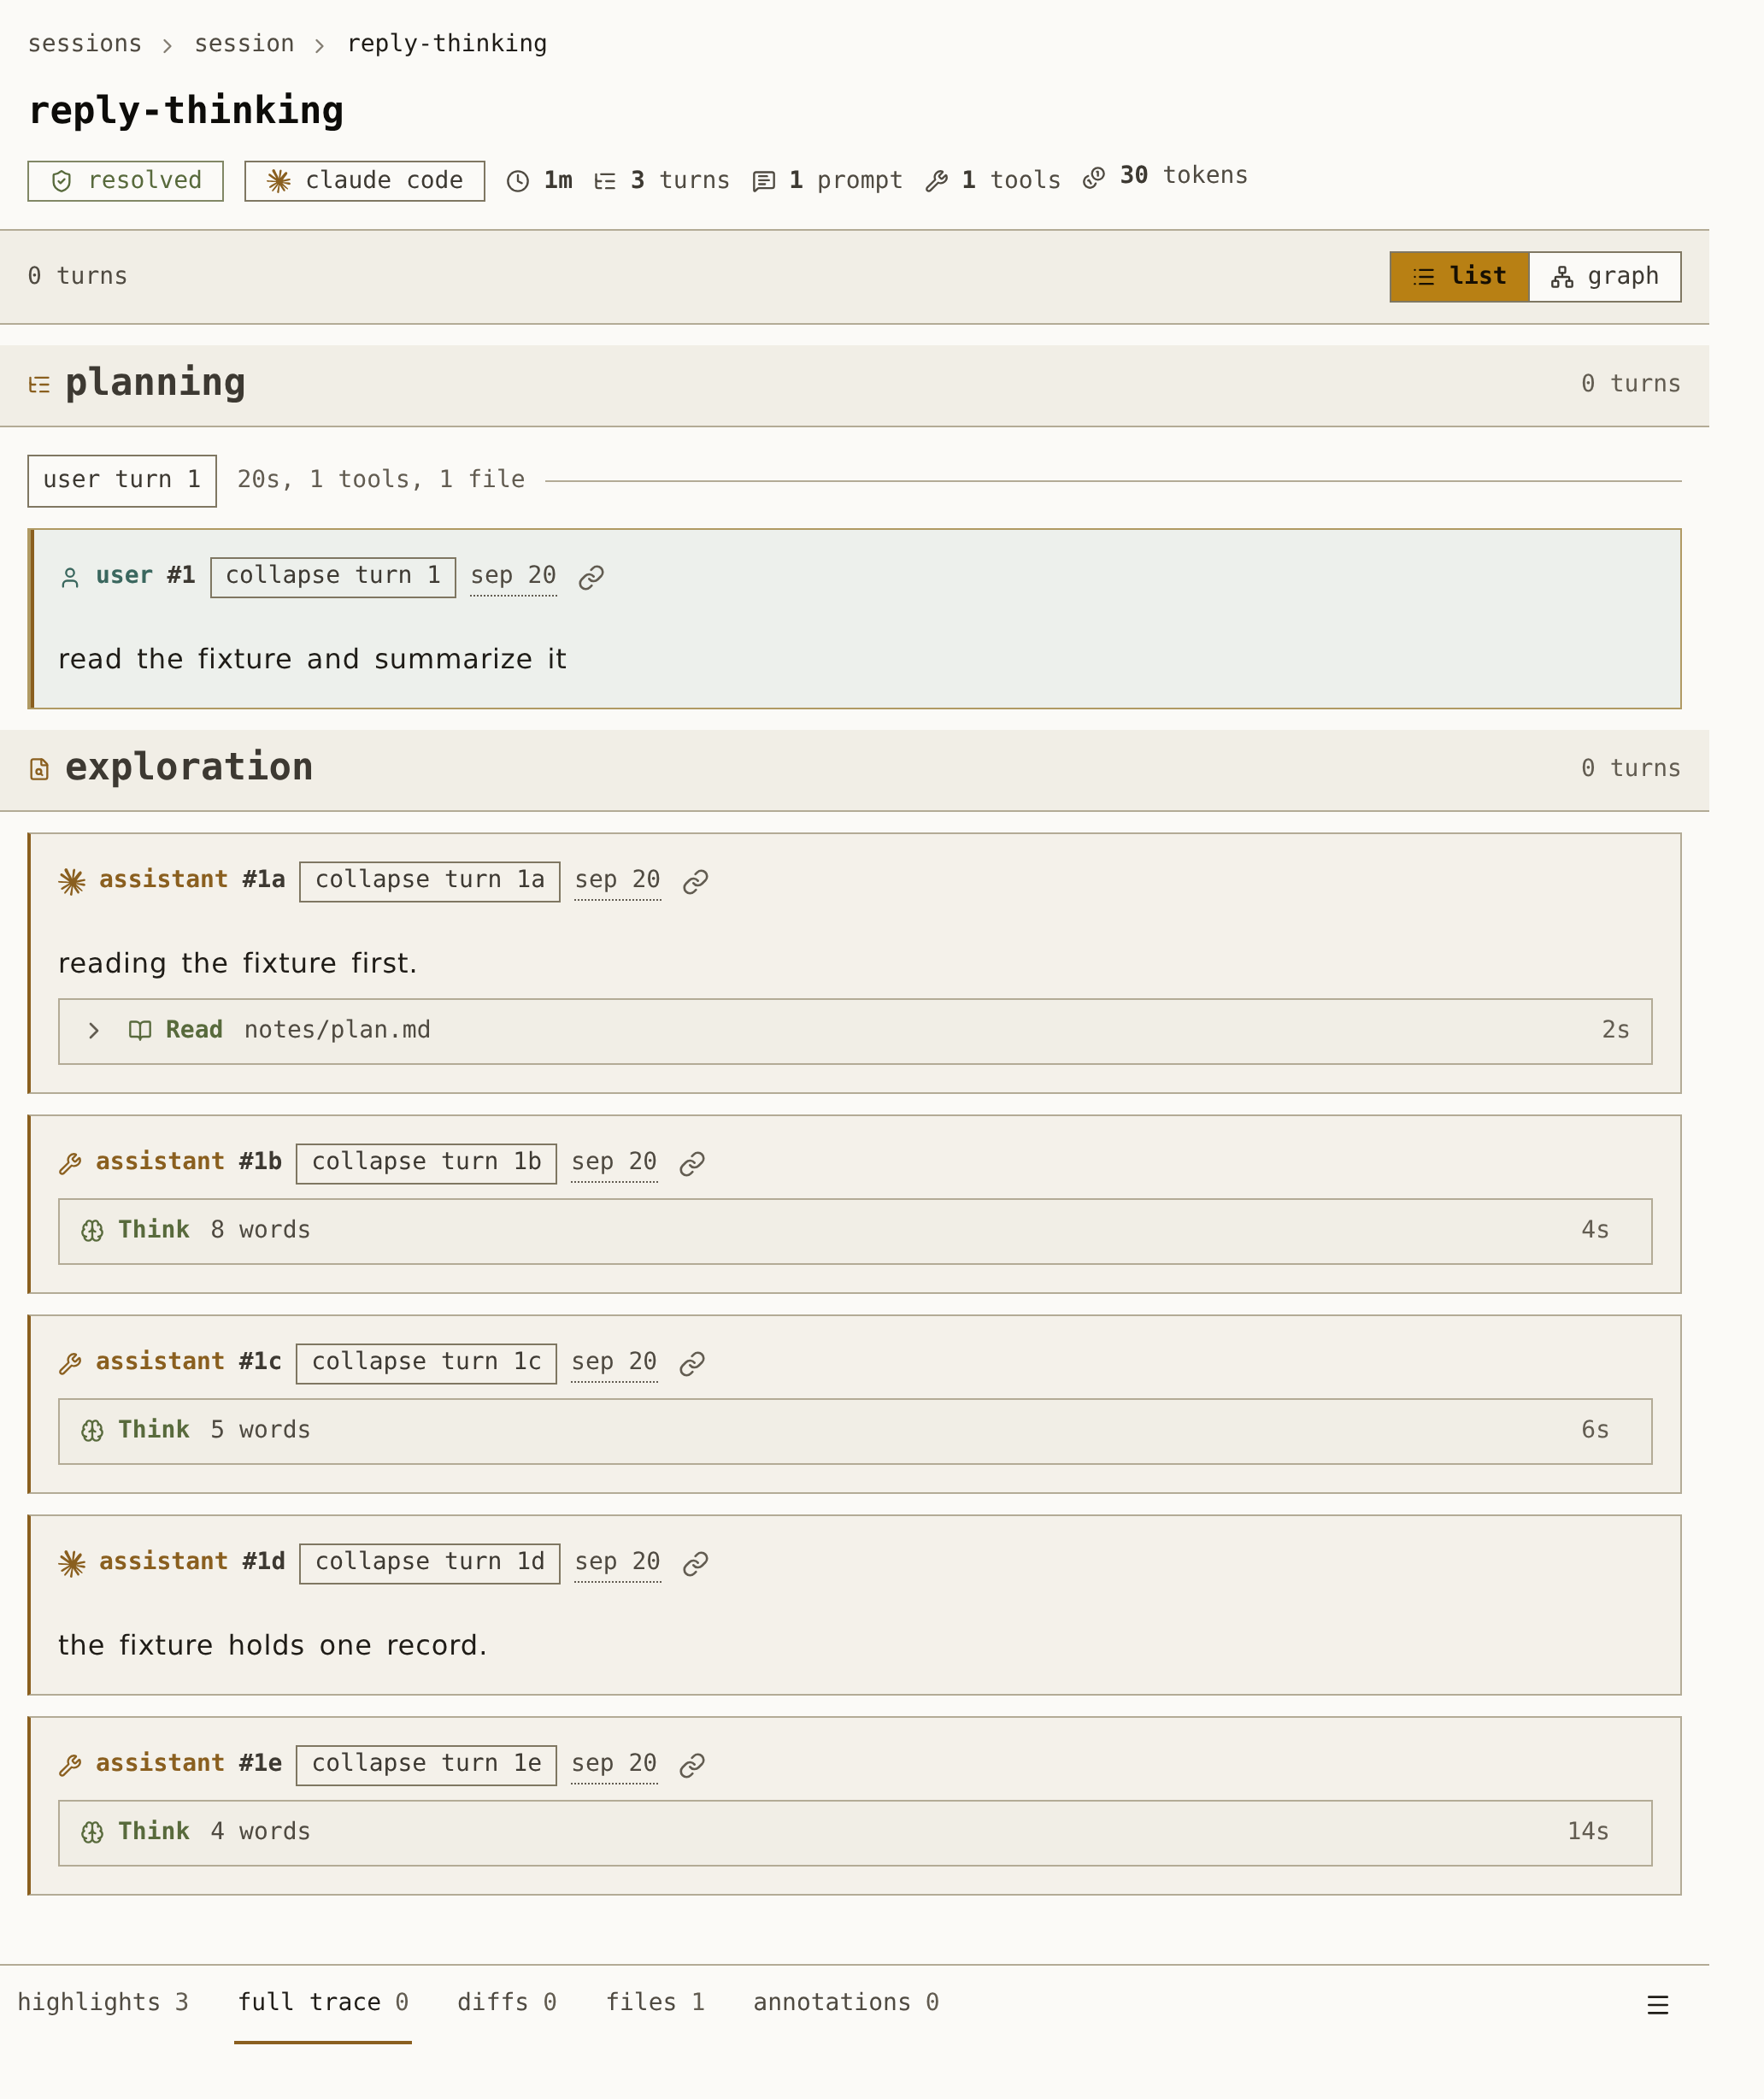 sessions > session > reply-thinking
reply-thinking
resolved claude code 1m 3 turns 1 prompt 1 tools 30 tokens
0 turns list graph
planning 0 turns
user turn 1 20s, 1 tools, 1 file
user #1 collapse turn 1 sep 20
read the fixture and summarize it
exploration 0 turns
assistant #1a collapse turn 1a sep 20
reading the fixture first.
> Read notes/plan.md 2s
assistant #1b collapse turn 1b sep 20
Think 8 words 4s
assistant #1c collapse turn 1c sep 20
Think 5 words 6s
assistant #1d collapse turn 1d sep 20
the fixture holds one record.
assistant #1e collapse turn 1e sep 20
Think 4 words 14s
highlights 3 full trace 0 diffs 0 files 1 annotations 0